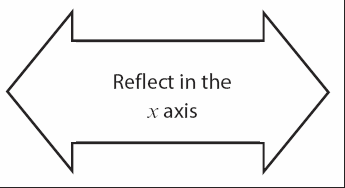 Reflect in the
x axis